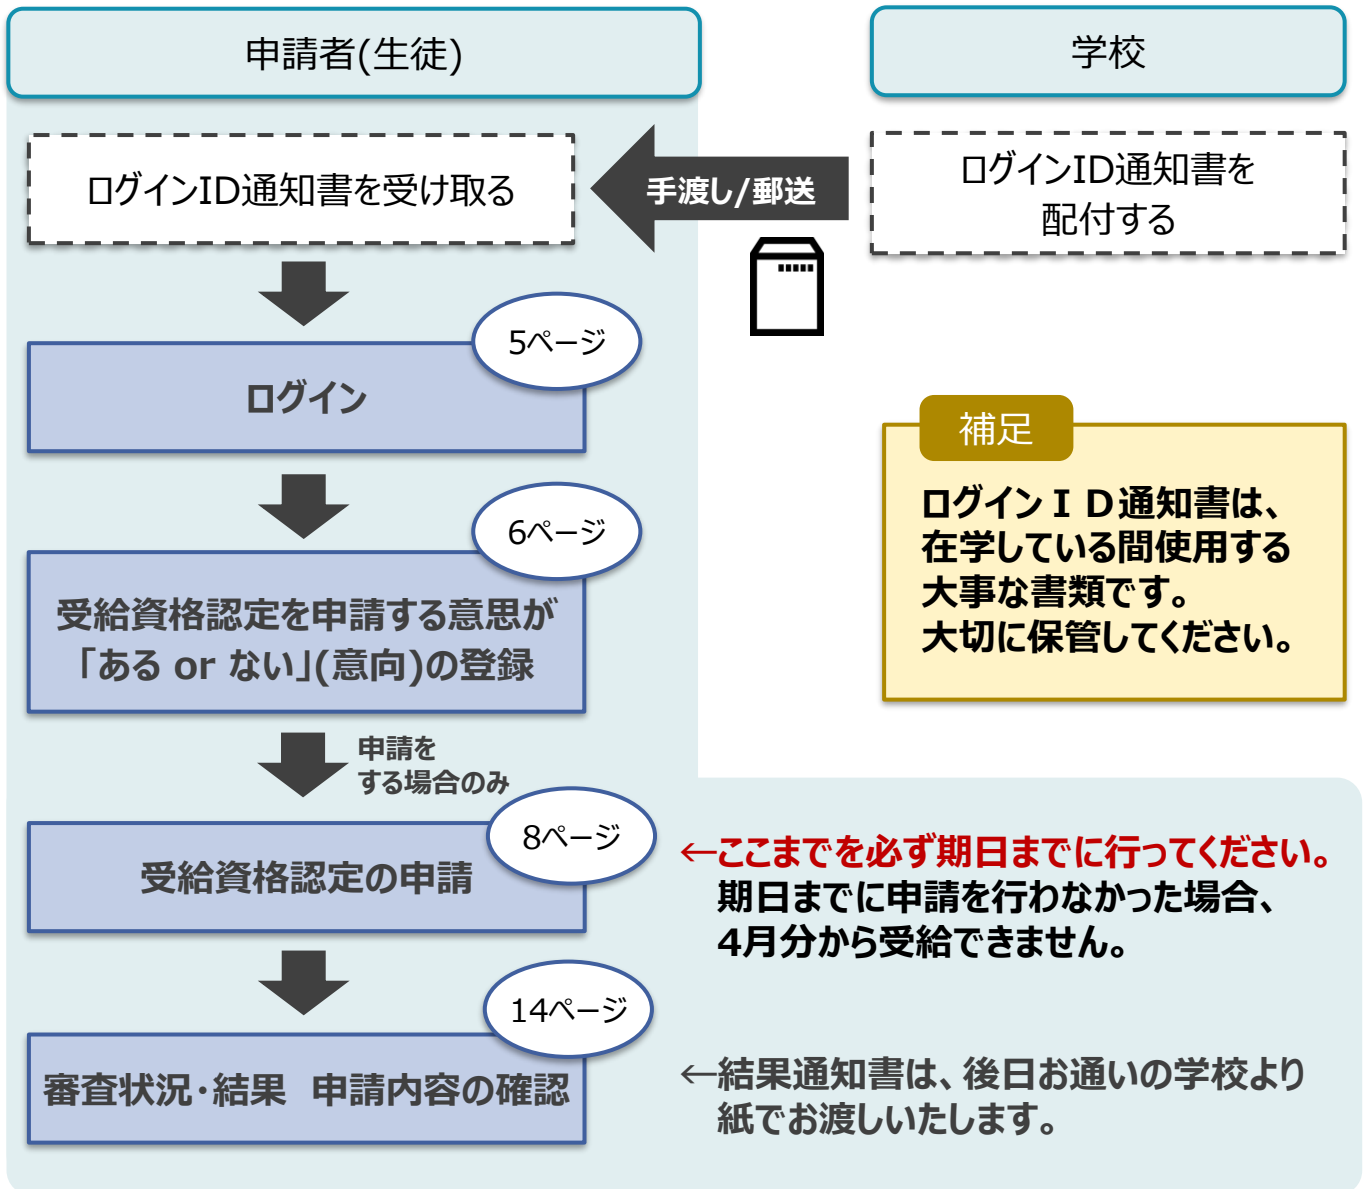 申請者(生徒)
学校
ログインID通知書を受け取る
手渡し/郵送
ログインID通知書を
配付する
5ページ
ログイン
補足
ログインＩＤ通知書は、
在学している間使用する
大事な書類です。
大切に保管してください。
6ページ
受給資格認定を申請する意思が
「ある or ない」(意向)の登録
申請を
する場合のみ
8ページ
受給資格認定の申請
←ここまでを必ず期日までに行ってください。
期日までに申請を行わなかった場合、
4月分から受給できません。
14ページ
審査状況・結果　申請内容の確認
←結果通知書は、後日お通いの学校より
紙でお渡しいたします。